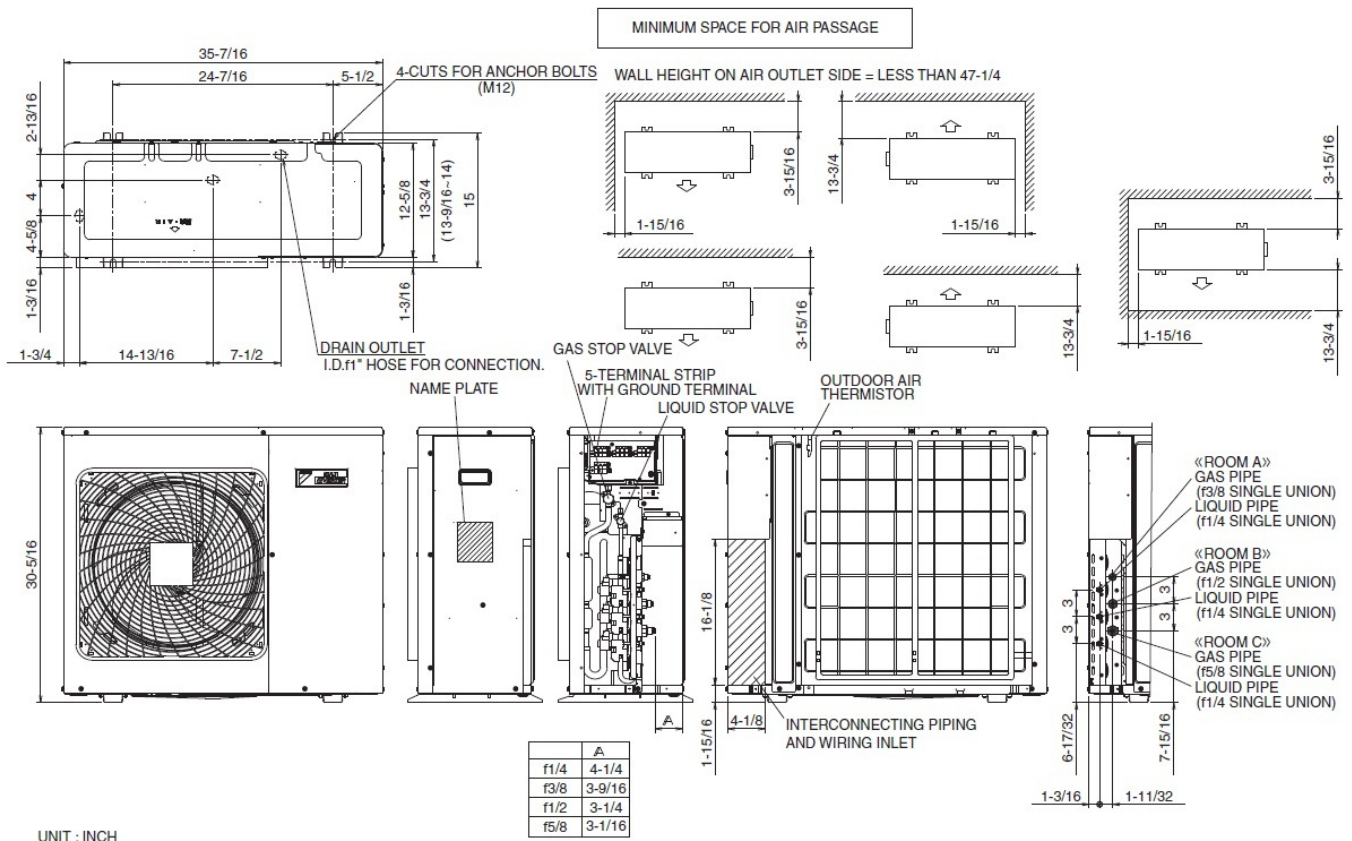 MINIMUM SPACE FOR AIR PASSAGE
35-7/16
24-7/16
5-1/2
4-CUTS FOR ANCHOR BOLTS
(M12)
WALL HEIGHT ON AIR OUTLET SIDE = LESS THAN 47-1/4
2-13/16
4
4-5/8
1-3/16
12-5/8
13-3/4
(13-9/16~14)
15
1-3/16
1-3/4
14-13/16
7-1/2
DRAIN OUTLET
I.D.f1" HOSE FOR CONNECTION.
3-15/16
1-15/16
13-3/4
1-15/16
3-15/16
13-3/4
3-15/16
1-15/16
13-3/4
NAME PLATE
GAS STOP VALVE
5-TERMINAL STRIP
WITH GROUND TERMINAL
LIQUID STOP VALVE
OUTDOOR AIR
THERMISTOR
30-5/16
A
16-1/8
1-15/16
4-1/8
INTERCONNECTING PIPING
AND WIRING INLET
«ROOM A»
GAS PIPE
(f3/8 SINGLE UNION)
LIQUID PIPE
(f1/4 SINGLE UNION)
«ROOM B»
GAS PIPE
(f1/2 SINGLE UNION)
LIQUID PIPE
(f1/4 SINGLE UNION)
«ROOM C»
GAS PIPE
(f5/8 SINGLE UNION)
LIQUID PIPE
(f1/4 SINGLE UNION)
3
3
3
3
6-17/32
7-15/16
1-3/16
1-11/32
A
f1/4 4-1/4
f3/8 3-9/16
f1/2 3-1/4
f5/8 3-1/16
UNIT : INCH